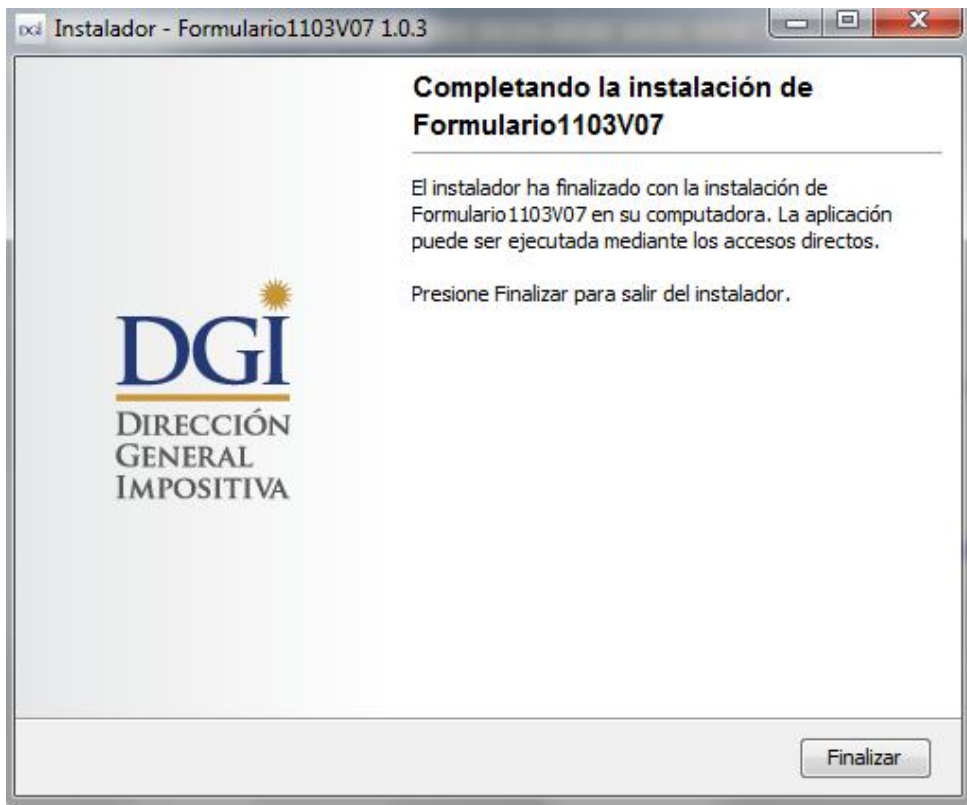 DGI Instalador - Formulario1103V07 1.0.3
Completando la instalación de
Formulario1103V07
El instalador ha finalizado con la instalación de
Formulario1103V07 en su computadora. La aplicación
puede ser ejecutada mediante los accesos directos.
Presione Finalizar para salir del instalador.
DGI
DIRECCIÓN
GENERAL
IMPOSITIVA
Finalizar